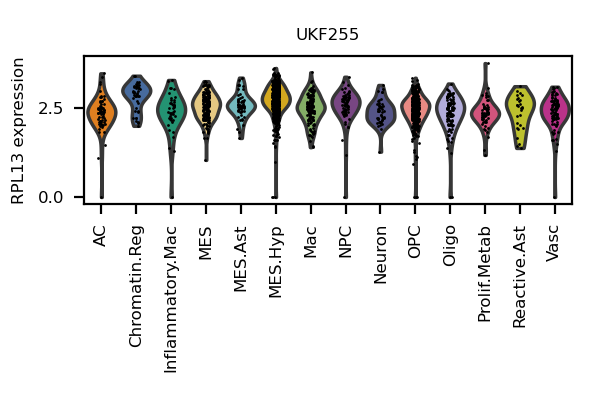 UKF255
RPL13 expression
2.5
0.0
AC
Chromatin.Reg
Inflammatory.Mac
MES
MES.Ast
MES.Hyp
Mac
NPC
Neuron
OPC
Oligo
Prolif.Metab
Reactive.Ast
Vasc